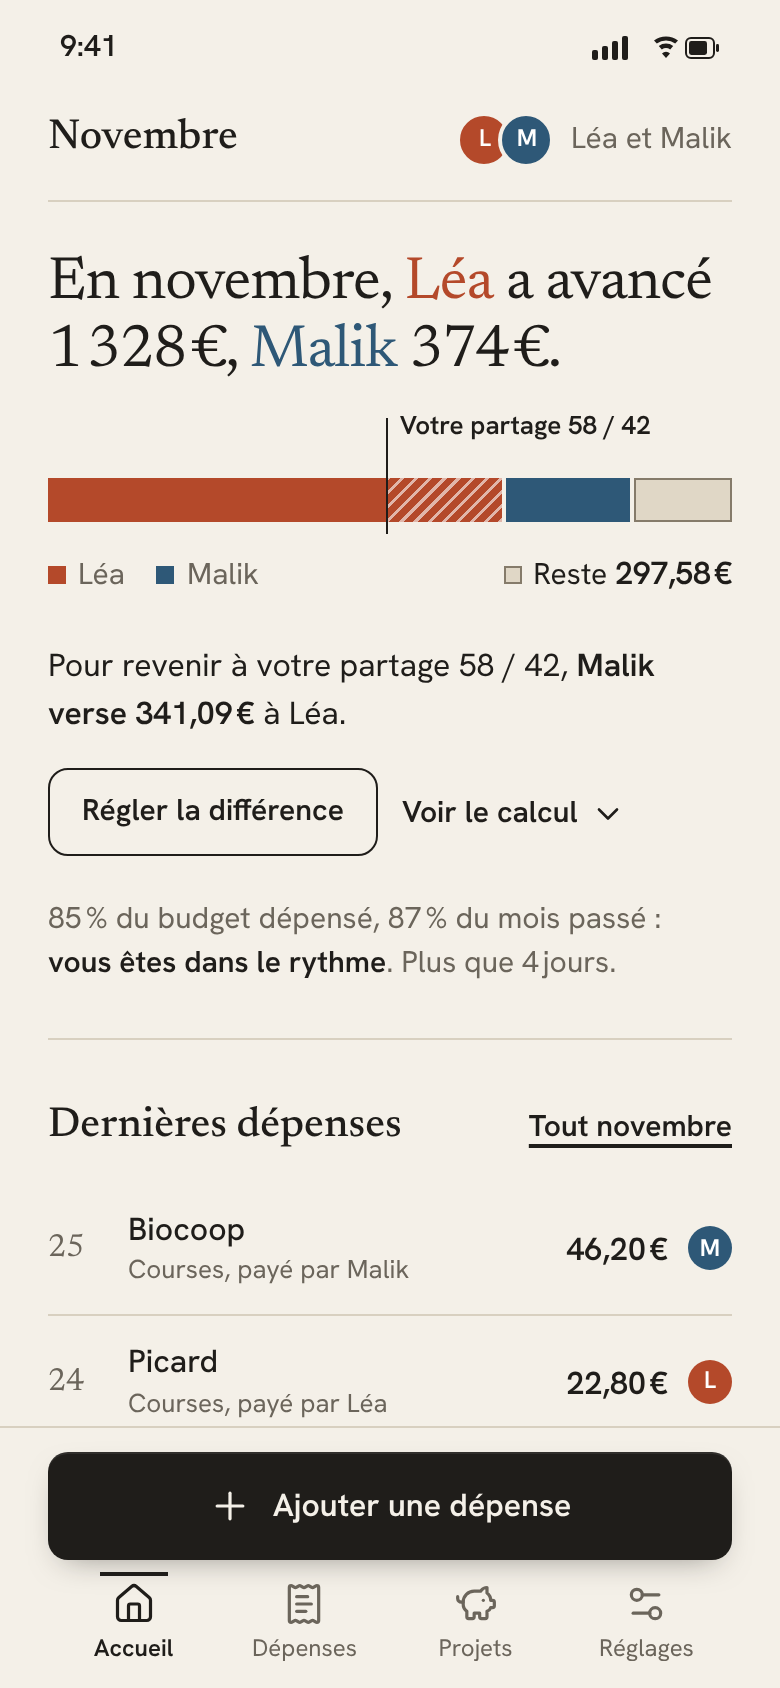 9:41
Novembre
L M Léa et Malik
En novembre, Léa a avancé
1 328 €, Malik 374 €.
Votre partage 58 / 42
Léa Malik Reste 297,58 €
Pour revenir à votre partage 58 / 42, Malik
verse 341,09 € à Léa.
Régler la différence Voir le calcul
85 % du budget dépensé, 87 % du mois passé :
vous êtes dans le rythme. Plus que 4 jours.
Dernières dépenses Tout novembre
25 Biocoop 46,20 € M
Courses, payé par Malik
24 Picard 22,80 € L
Courses, payé par Léa
Ajouter une dépense
Accueil Dépenses Projets Réglages